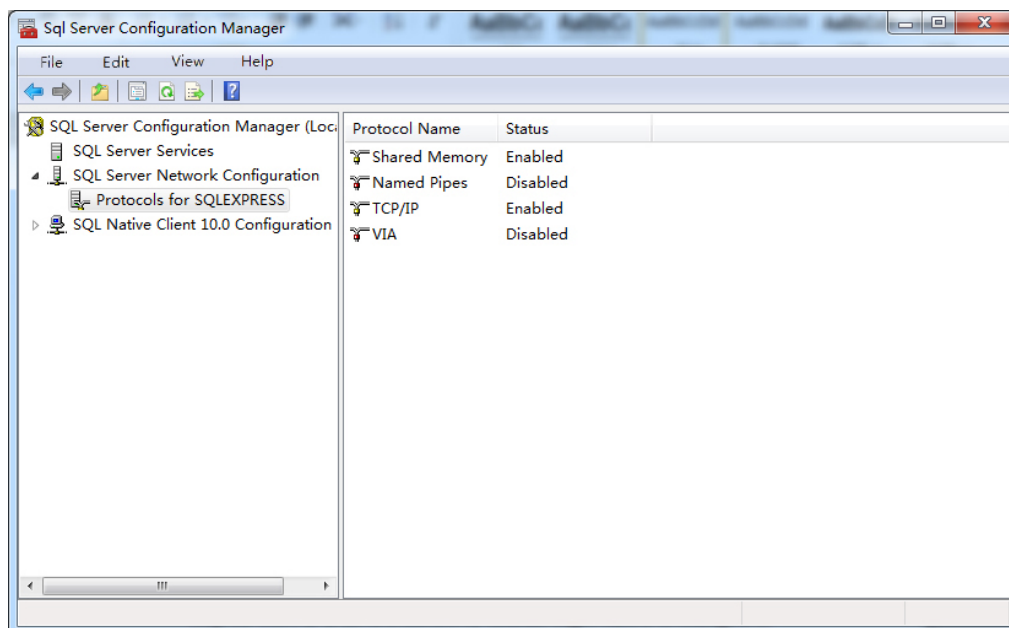 Sql Server Configuration Manager
File Edit View Help
SQL Server Configuration Manager (Loca
SQL Server Services
SQL Server Network Configuration
Protocols for SQLEXPRESS
SQL Native Client 10.0 Configuration
Protocol Name Status
Shared Memory Enabled
Named Pipes Disabled
TCP/IP Enabled
VIA Disabled